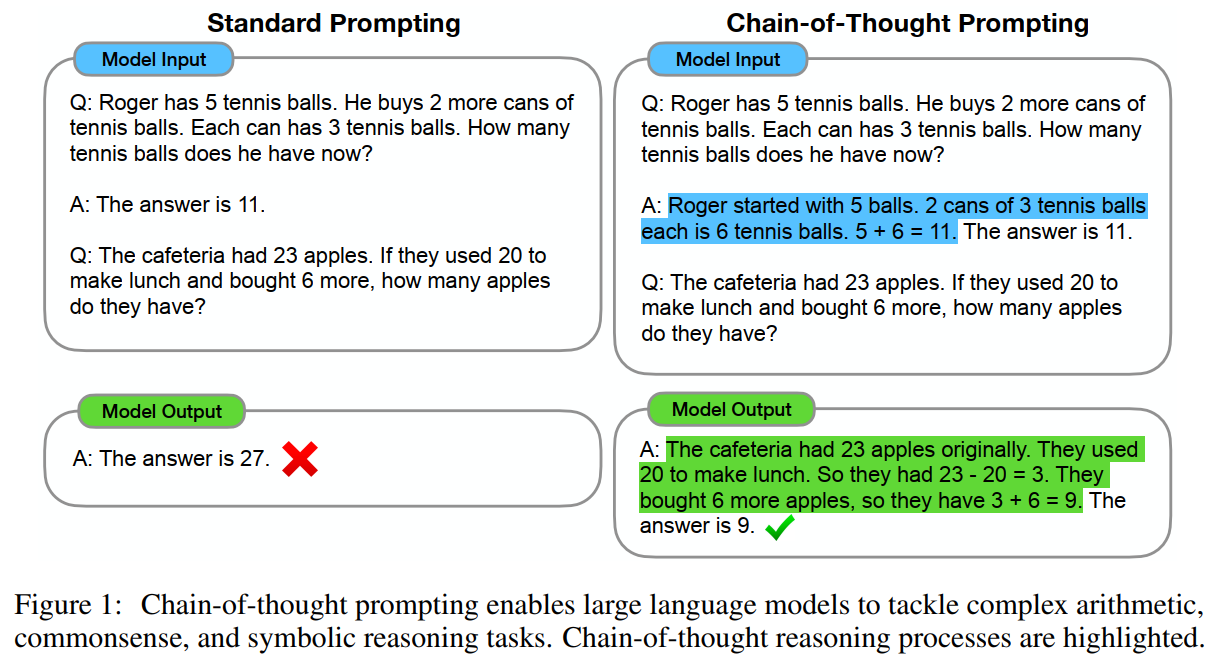 Standard Prompting
Model Input
Q: Roger has 5 tennis balls. He buys 2 more cans of
tennis balls. Each can has 3 tennis balls. How many
tennis balls does he have now?
A: The answer is 11.
Q: The cafeteria had 23 apples. If they used 20 to
make lunch and bought 6 more, how many apples
do they have?
Model Output
A: The answer is 27.
Chain-of-Thought Prompting
Model Input
Q: Roger has 5 tennis balls. He buys 2 more cans of
tennis balls. Each can has 3 tennis balls. How many
tennis balls does he have now?
A: Roger started with 5 balls. 2 cans of 3 tennis balls
each is 6 tennis balls. 5 + 6 = 11. The answer is 11.
Q: The cafeteria had 23 apples. If they used 20 to
make lunch and bought 6 more, how many apples
do they have?
Model Output
A: The cafeteria had 23 apples originally. They used
20 to make lunch. So they had 23 - 20 = 3. They
bought 6 more apples, so they have 3 + 6 = 9. The
answer is 9.
Figure 1: Chain-of-thought prompting enables large language models to tackle complex arithmetic,
commonsense, and symbolic reasoning tasks. Chain-of-thought reasoning processes are highlighted.